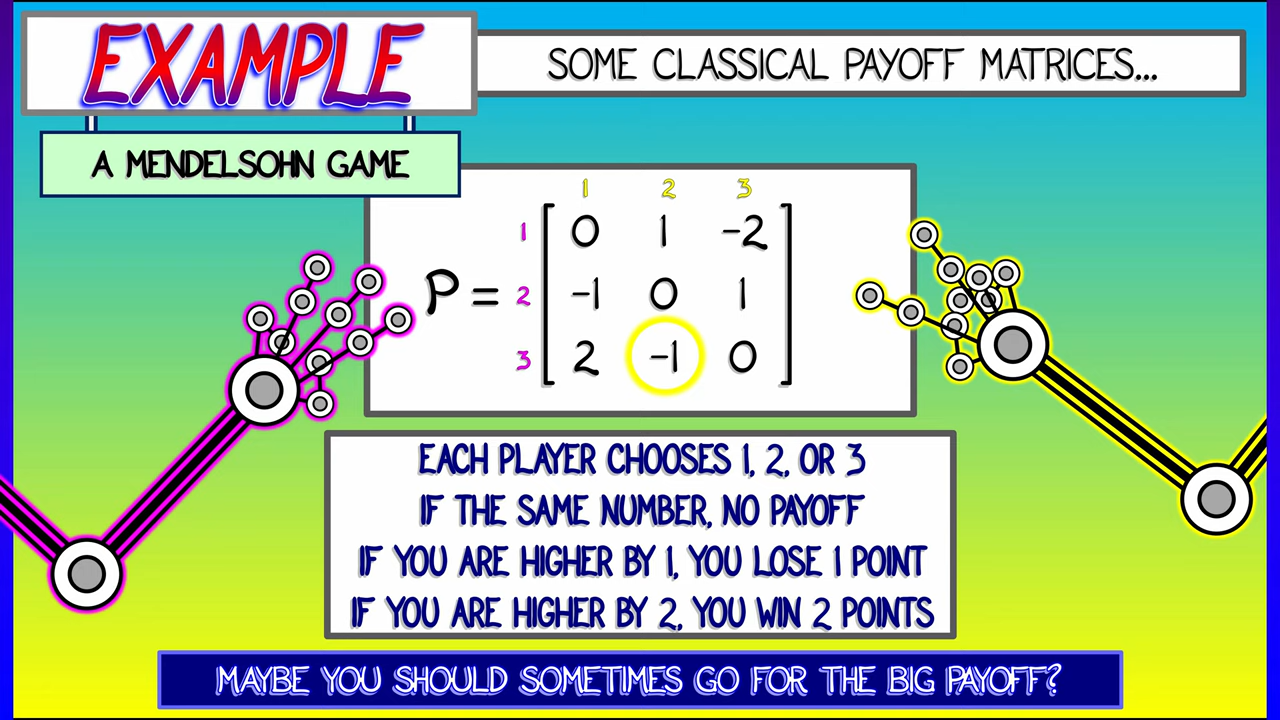 EXAMPLE
SOME CLASSICAL PAYOFF MATRICES...
A MENDELSOHN GAME
1 2 3
1 0 1 -2
P = 2 -1 0 1
3 2 -1 0
EACH PLAYER CHOOSES 1, 2, OR 3
IF THE SAME NUMBER, NO PAYOFF
IF YOU ARE HIGHER BY 1, YOU LOSE 1 POINT
IF YOU ARE HIGHER BY 2, YOU WIN 2 POINTS
MAYBE YOU SHOULD SOMETIMES GO FOR THE BIG PAYOFF?